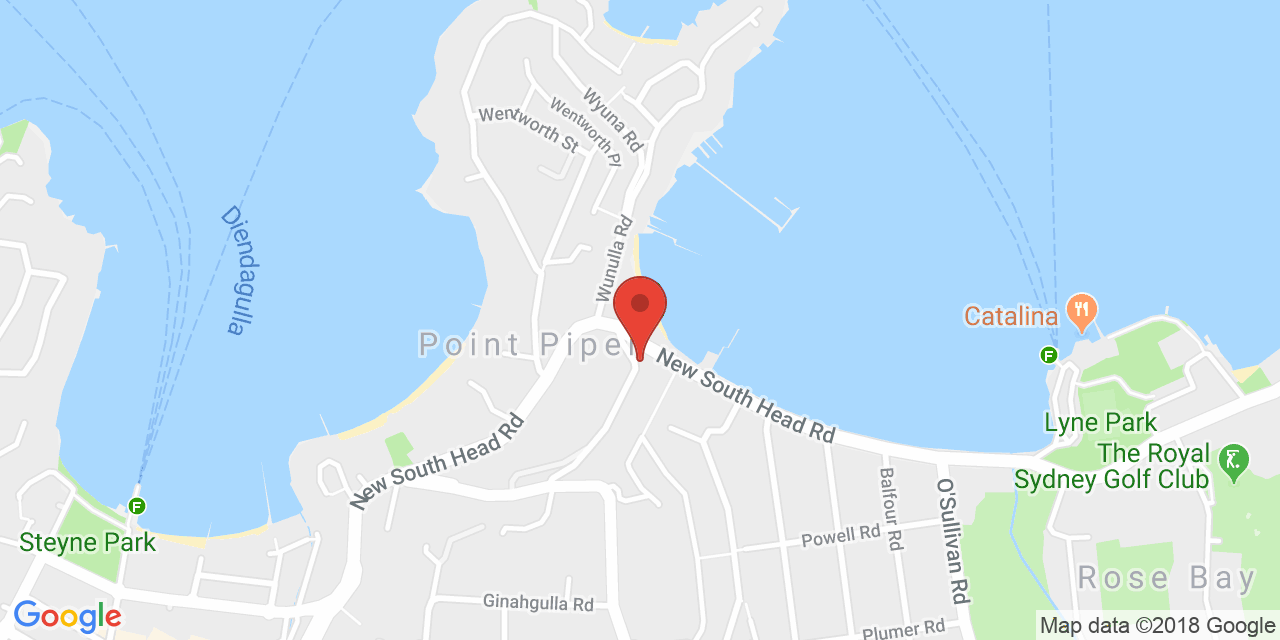 Wyuna Rd
Wentworth Pl
Wentworth St
Diendagulla
Wunulla Rd
Catalina
F
Point Piper
New South Head Rd
Lyne Park
New South Head Rd
The Royal
Sydney Golf Club
Balfour Rd
O'Sullivan Rd
F
Steyne Park
Powell Rd
Rose Bay
Ginahgulla Rd
Google
Plumer Rd
Map data ©2018 Google